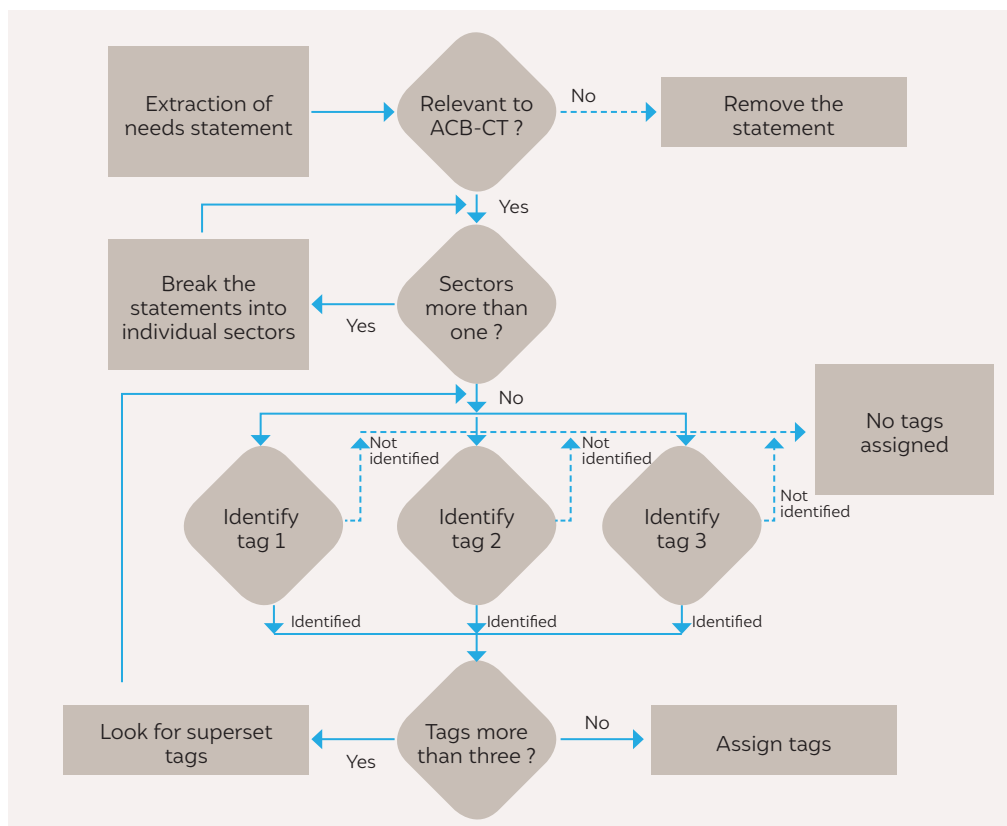 Extraction of
needs statement
Relevant to
ACB-CT ?
No
Remove the
statement
Yes
Break the
statements into
individual sectors
Yes
Sectors
more than
one ?
No
No tags
assigned
Not
identified
Not
identified
Not
identified
Identify
tag 1
Identify
tag 2
Identify
tag 3
Identified
Identified
Identified
Look for superset
tags
Yes
Tags more
than three ?
No
Assign tags